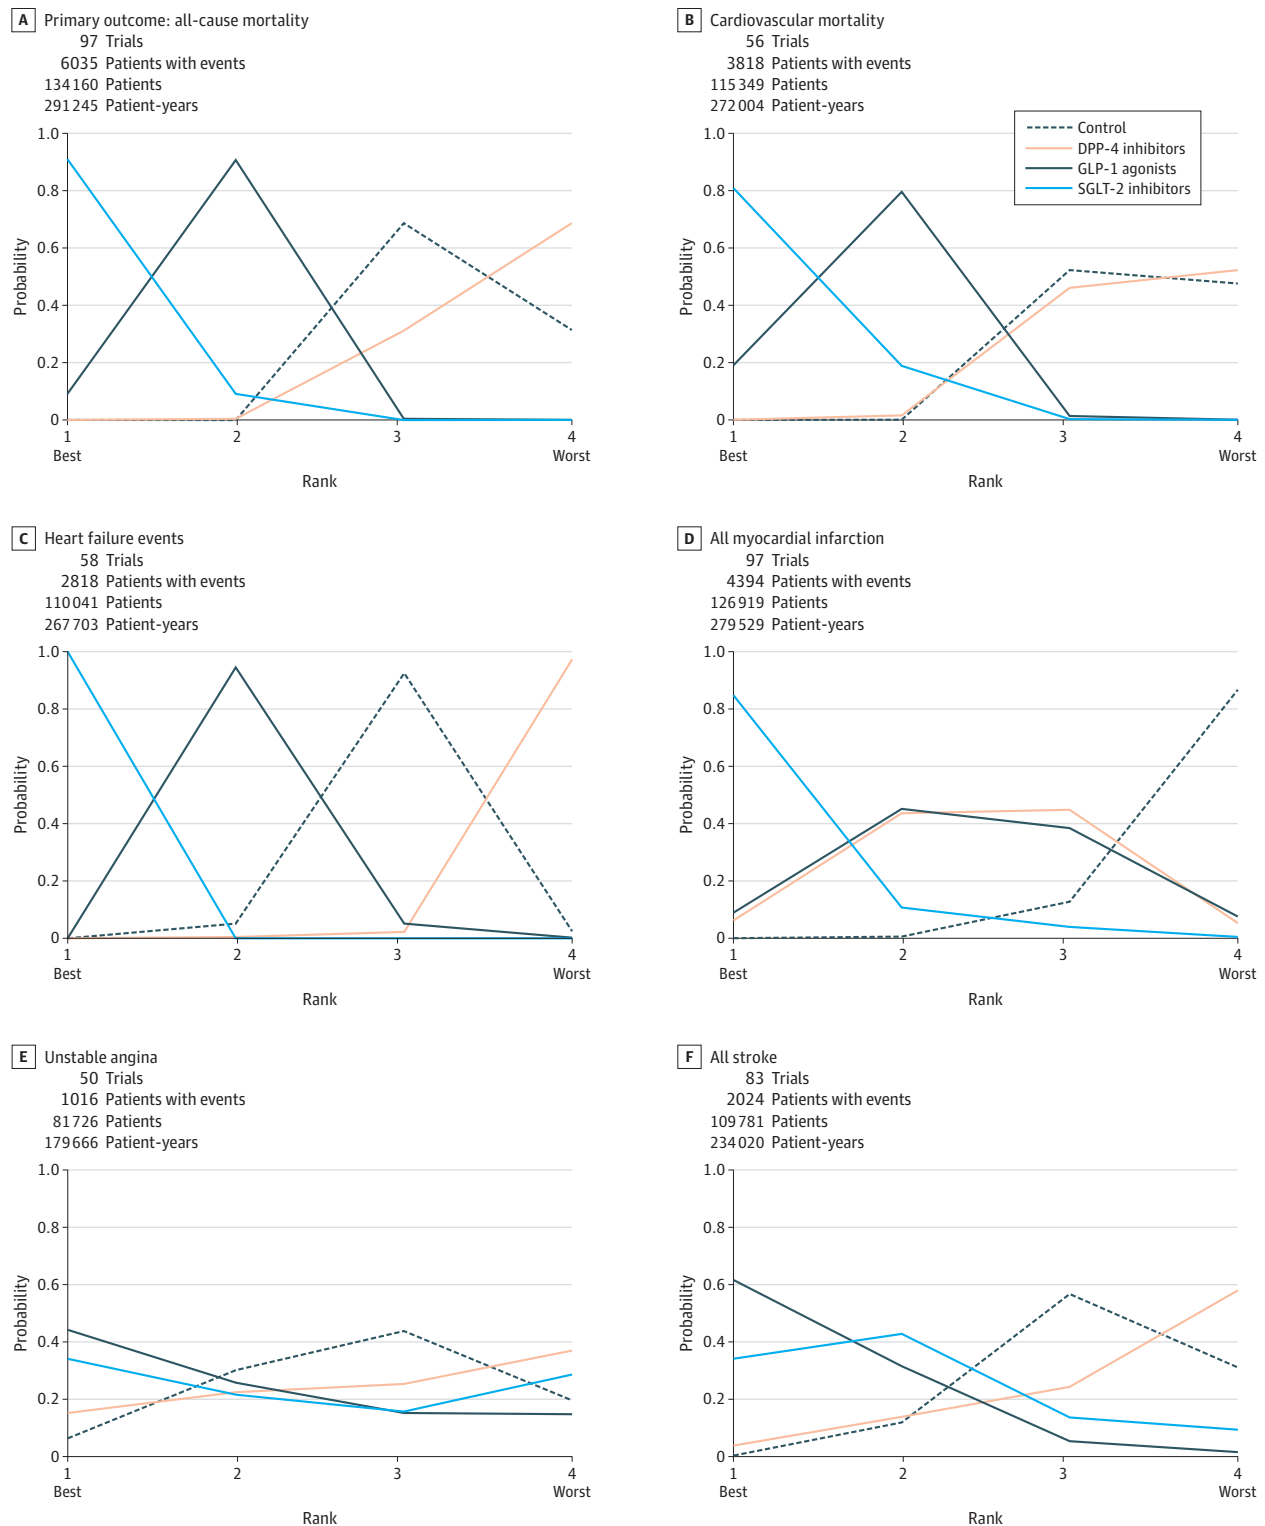 A Primary outcome: all-cause mortality
97 Trials
6035 Patients with events
134160 Patients
291245 Patient-years
1.0
0.8
0.6
0.4
0.2
0
Probability
1 2 3 4
Best Worst
Rank
B Cardiovascular mortality
56 Trials
3818 Patients with events
115349 Patients
272004 Patient-years
Control
DPP-4 inhibitors
GLP-1 agonists
SGLT-2 inhibitors
1.0
0.8
0.6
0.4
0.2
0
Probability
1 2 3 4
Best Worst
Rank
C Heart failure events
58 Trials
2818 Patients with events
110041 Patients
267703 Patient-years
1.0
0.8
0.6
0.4
0.2
0
Probability
1 2 3 4
Best Worst
Rank
D All myocardial infarction
97 Trials
4394 Patients with events
126919 Patients
279529 Patient-years
1.0
0.8
0.6
0.4
0.2
0
Probability
1 2 3 4
Best Worst
Rank
E Unstable angina
50 Trials
1016 Patients with events
81726 Patients
179666 Patient-years
1.0
0.8
0.6
0.4
0.2
0
Probability
1 2 3 4
Best Worst
Rank
F All stroke
83 Trials
2024 Patients with events
109781 Patients
234020 Patient-years
1.0
0.8
0.6
0.4
0.2
0
Probability
1 2 3 4
Best Worst
Rank